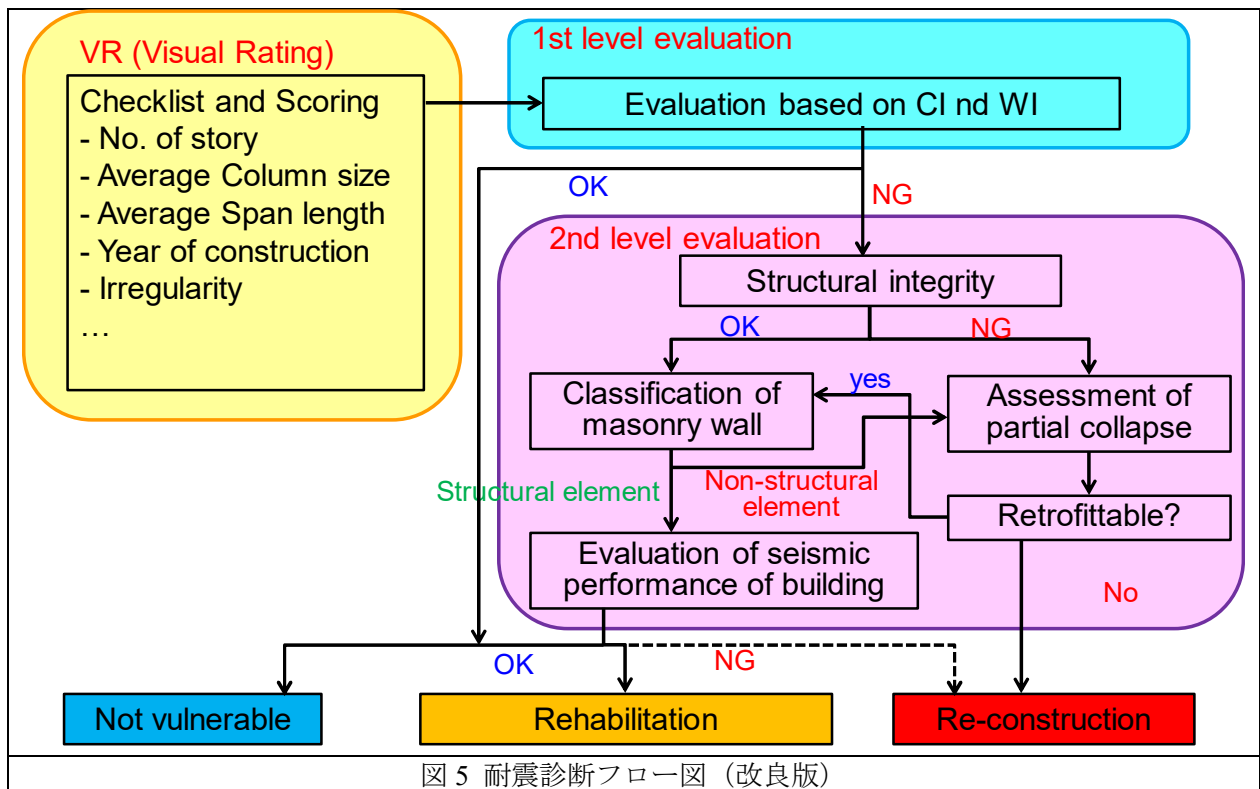 VR (Visual Rating)
Checklist and Scoring
- No. of story
- Average Column size
- Average Span length
- Year of construction
- Irregularity
…
1st level evaluation
Evaluation based on CI nd WI
OK
NG
2nd level evaluation
Structural integrity
OK
NG
Classification of
masonry wall
yes
Assessment of
partial collapse
Structural element
Non-structural
element
Retrofittable?
Evaluation of seismic
performance of building
No
OK
NG
Not vulnerable
Rehabilitation
Re-construction
図 5 耐震診断フロー図（改良版）